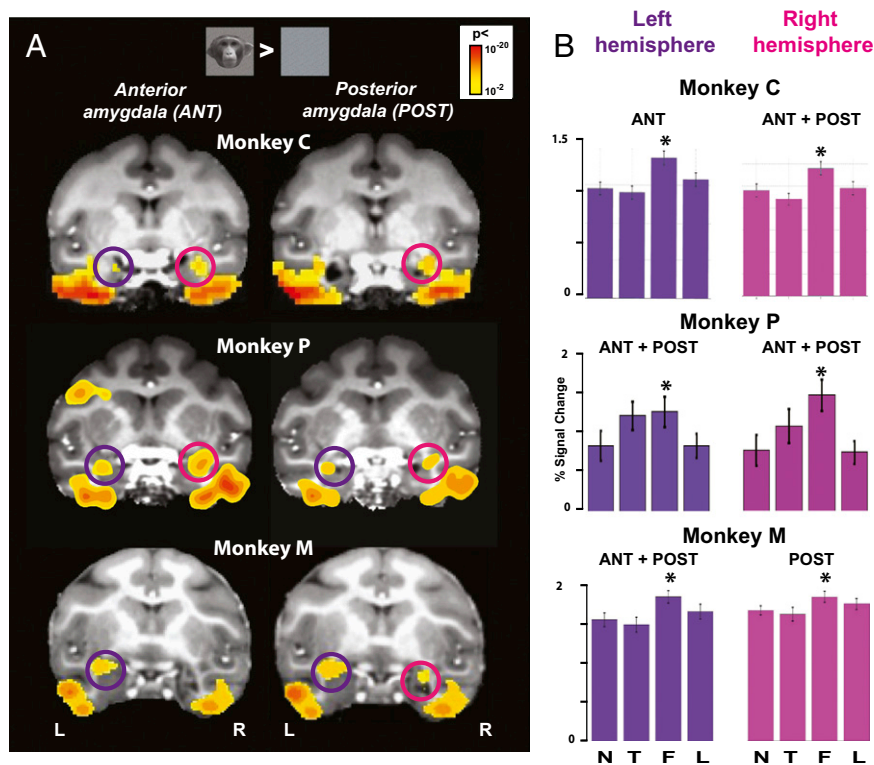 A
>
p<
10-20
10-2
Anterior
amygdala (ANT)
Posterior
amygdala (POST)
Monkey C
Monkey P
Monkey M
L
R
L
R
B
Left
hemisphere
Right
hemisphere
Monkey C
ANT
ANT + POST
1.5
*
*
0
Monkey P
ANT + POST
ANT + POST
2
*
*
% Signal Change
0
Monkey M
ANT + POST
POST
2
*
*
0
N T F L
N T F L